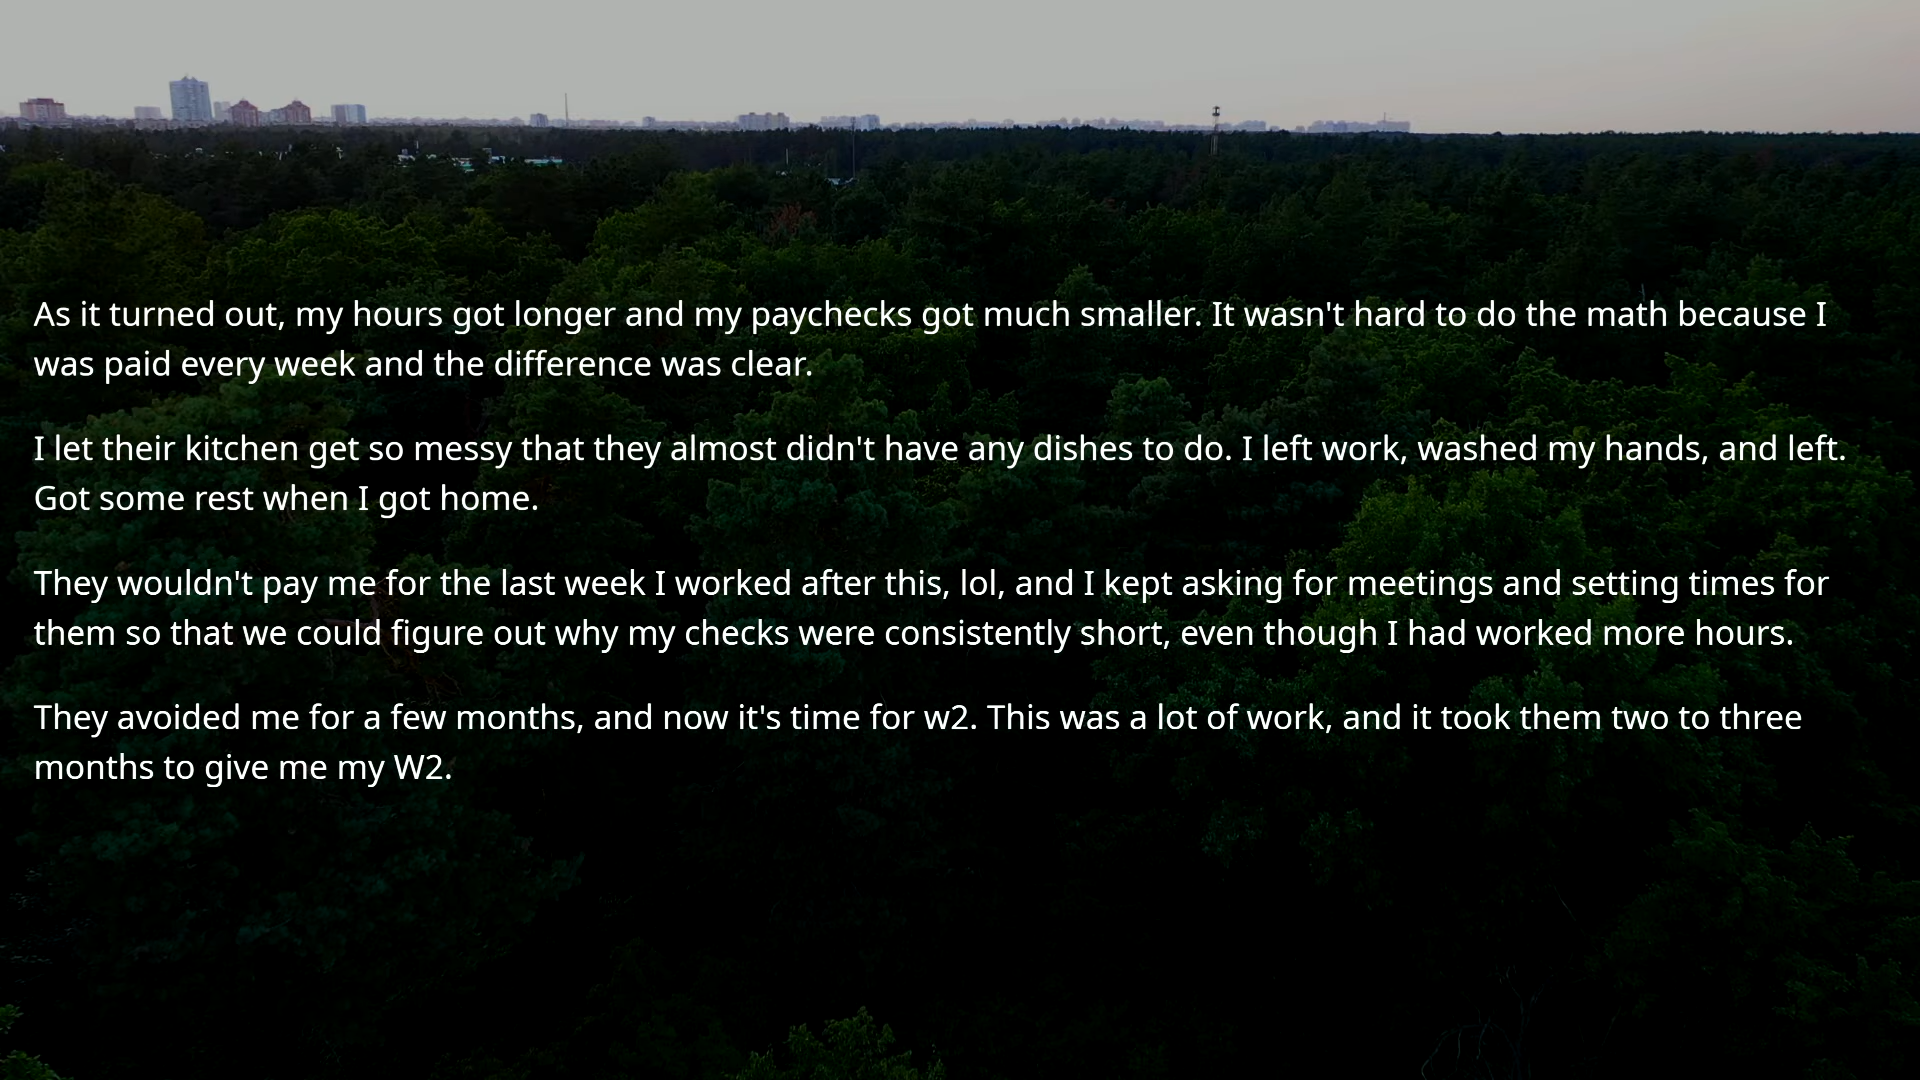 As it turned out, my hours got longer and my paychecks got much smaller. It wasn't hard to do the math because I
was paid every week and the difference was clear.
I let their kitchen get so messy that they almost didn't have any dishes to do. I left work, washed my hands, and left.
Got some rest when I got home.
They wouldn't pay me for the last week I worked after this, lol, and I kept asking for meetings and setting times for
them so that we could figure out why my checks were consistently short, even though I had worked more hours.
They avoided me for a few months, and now it's time for w2. This was a lot of work, and it took them two to three
months to give me my W2.